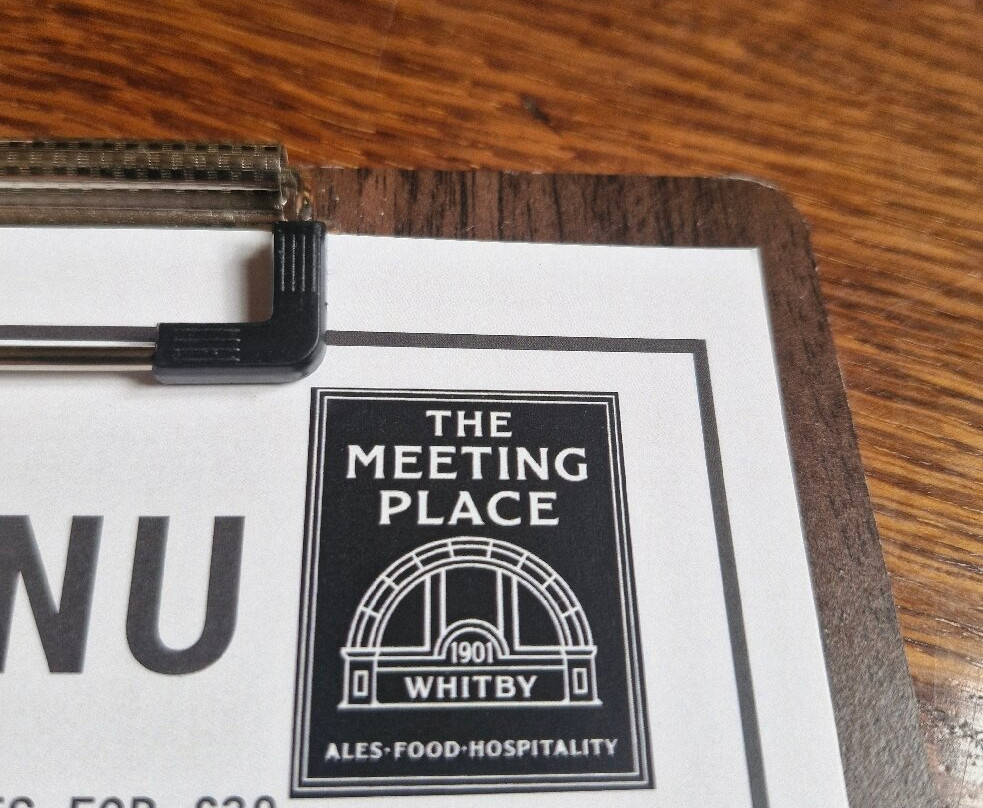 THE
MEETING
PLACE
NU
1901
WHITBY
ALES·FOOD·HOSPITALITY